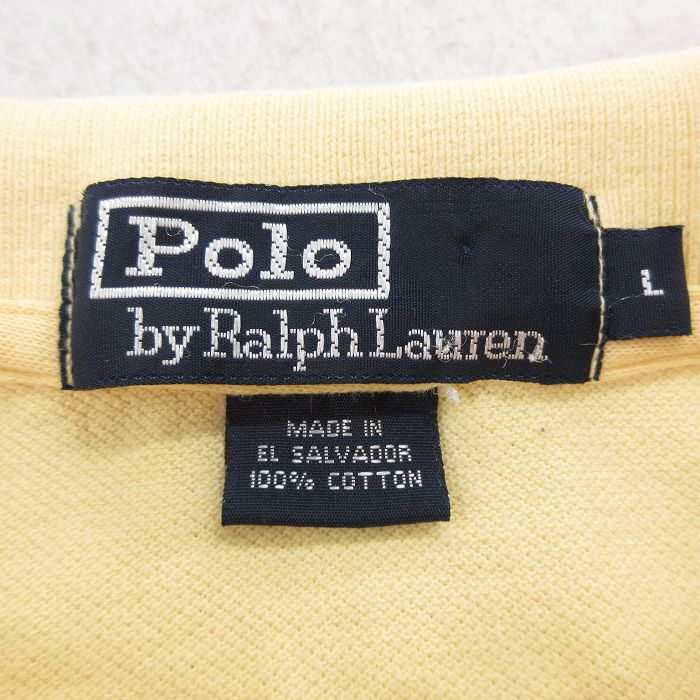 Polo
by Ralph Lauren
L
MADE IN
EL SALVADOR
100% COTTON